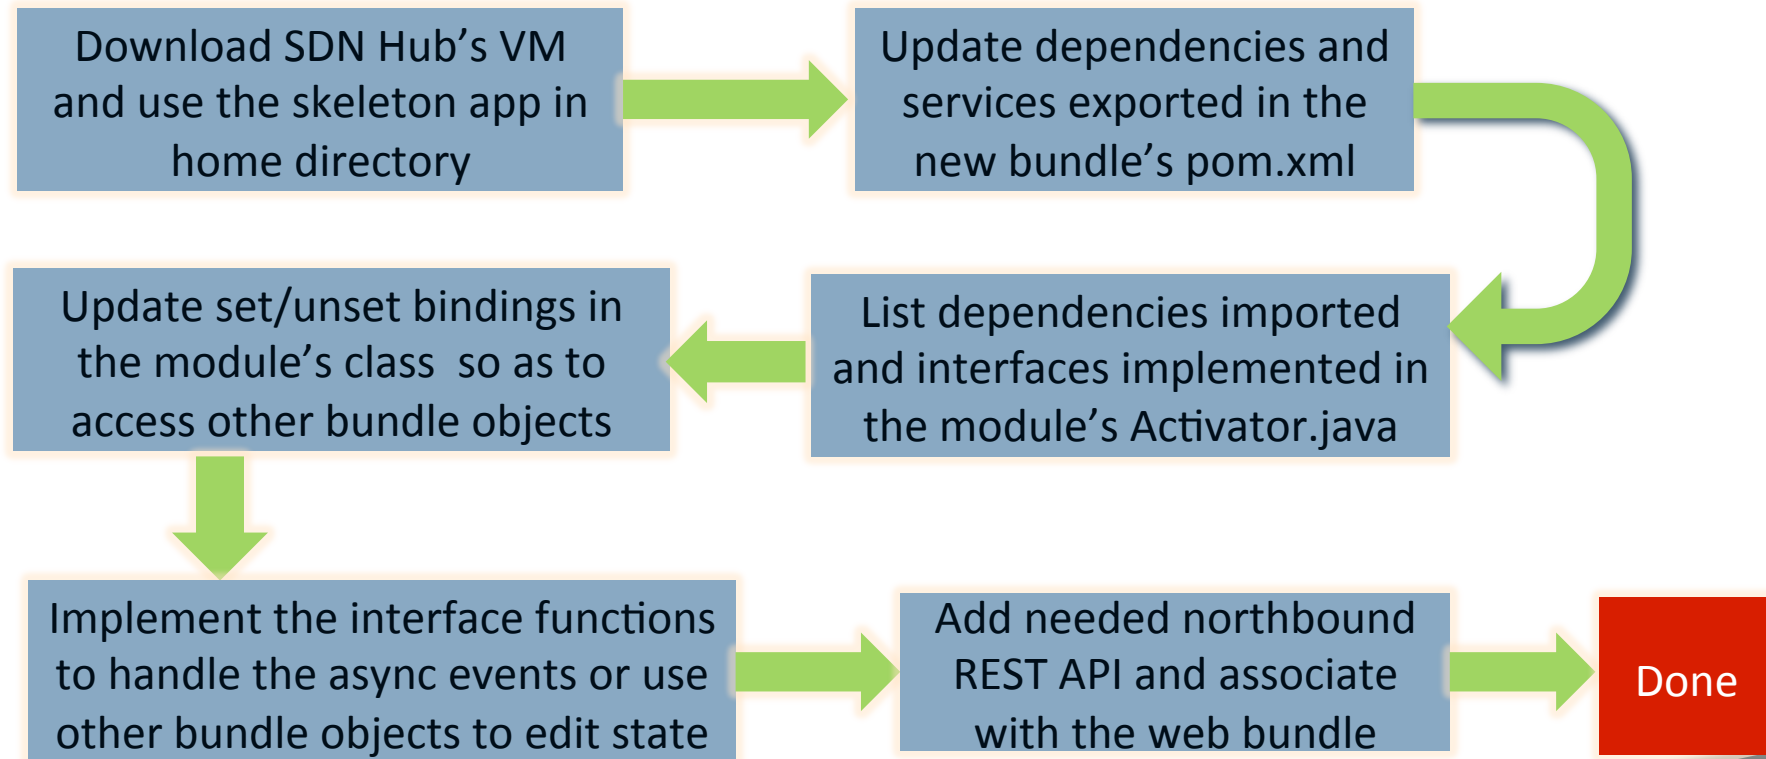 Download SDN Hub’s VM
and use the skeleton app in
home directory
Update dependencies and
services exported in the
new bundle’s pom.xml
List dependencies imported
and interfaces implemented in
the module’s Activator.java
Update set/unset bindings in
the module’s class  so as to
access other bundle objects
Implement the interface functions
to handle the async events or use
other bundle objects to edit state
Add needed northbound
REST API and associate
with the web bundle
Done